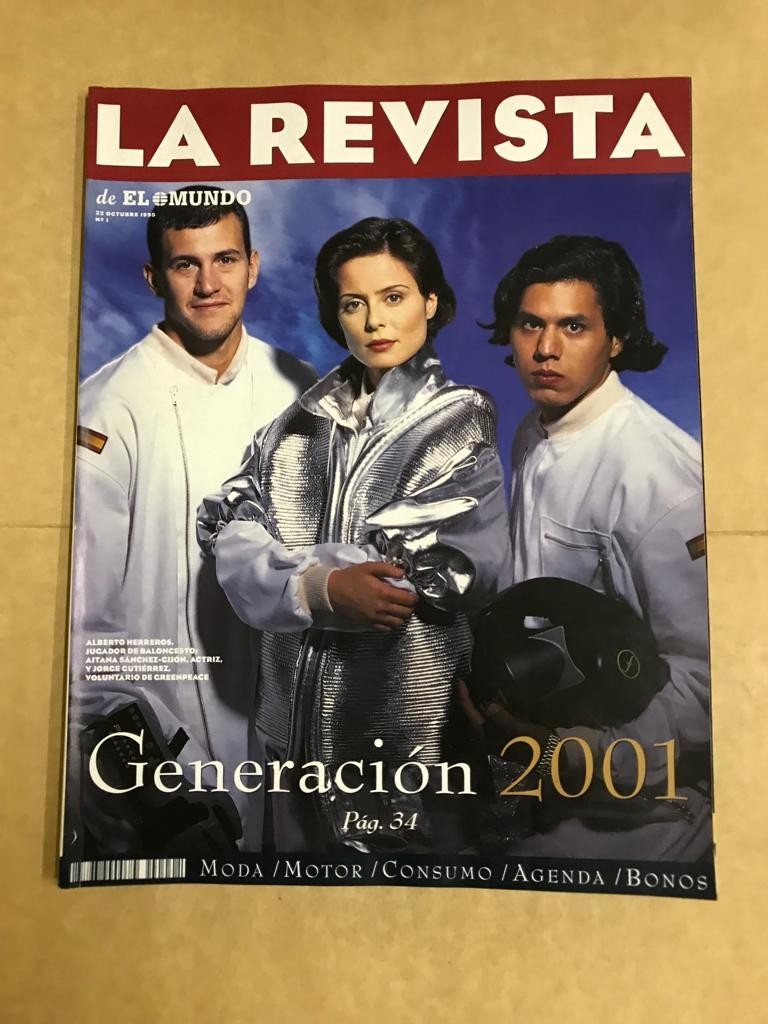 LA REVISTA
de EL MUNDO
22 OCTUBRE 1995
Nº 1
ALBERTO HERREROS,
JUGADOR DE BALONCESTO;
AITANA SÁNCHEZ-GIJÓN, ACTRIZ,
Y JORGE GUTIÉRREZ,
VOLUNTARIO DE GREENPEACE
Generación 2001
Pág. 34
MODA / MOTOR / CONSUMO / AGENDA / BONOS